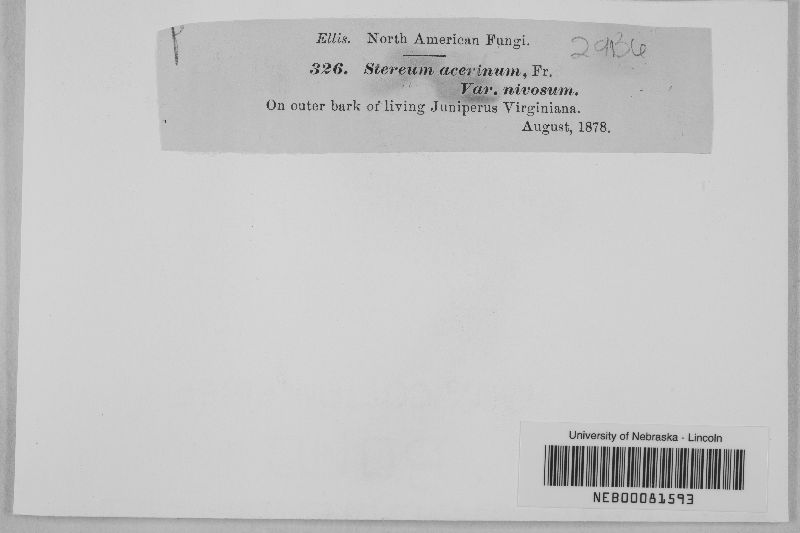 Ellis. North American Fungi.
326. Stereum acerinum, Fr.
Var. nivosum.
On outer bark of living Juniperus Virginiana.
August, 1878.
University of Nebraska - Lincoln
NEB00081593